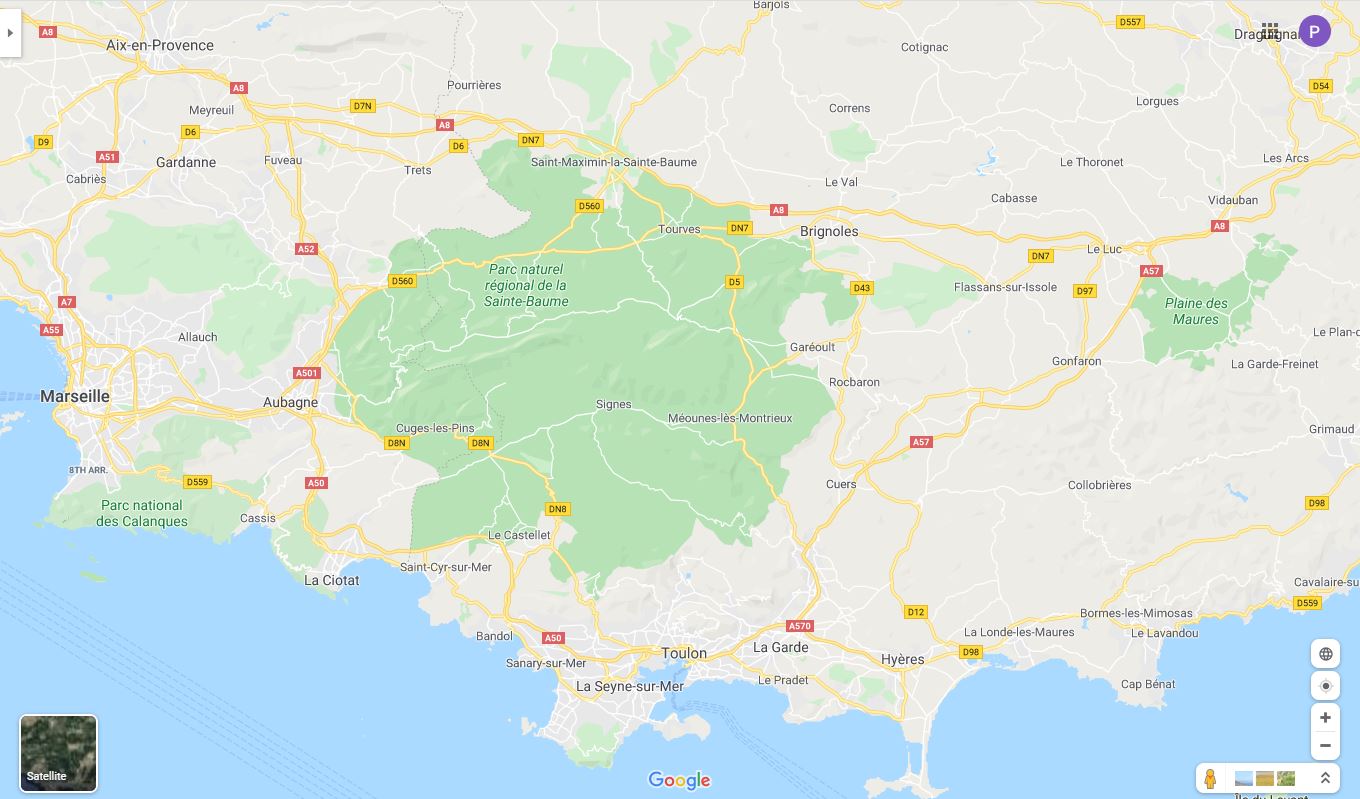 Barjols
D557
A8
Aix-en-Provence
Cotignac
P
Pourrières
A8
D54
Meyreuil
D7N
Correns
Lorgues
A8
D9
D6
DN7
D6
A51
Gardanne
Fuveau
Saint-Maximin-la-Sainte-Baume
Le Thoronet
Les Arcs
Cabriès
Trets
Le Val
Cabasse
Vidauban
D560
A8
Tourves
DN7
Brignoles
A8
A52
Le Luc
DN7
Parc naturel
régional de la
Sainte-Baume
D560
D5
D43
Flassans-sur-Issole
D97
A57
Plaine des
Maures
A7
A55
Allauch
Le Plan-d
Garéoult
Gonfaron
La Garde-Freinet
A501
Rocbaron
Marseille
Aubagne
Signes
Méounes-lès-Montrieux
Cuges-les-Pins
Grimaud
D8N
D8N
A57
8TH ARR.
D559
A50
Cuers
Collobrières
Parc national
des Calanques
Cassis
DN8
D98
Le Castellet
Saint-Cyr-sur-Mer
La Ciotat
Cavalaire-su
D559
D12
Bormes-les-Mimosas
Bandol
A50
A570
La Londe-les-Maures
Le Lavandou
Sanary-sur-Mer
Toulon
La Garde
Hyères
D98
La Seyne-sur-Mer
Le Pradet
Cap Bénat
Satellite
Google